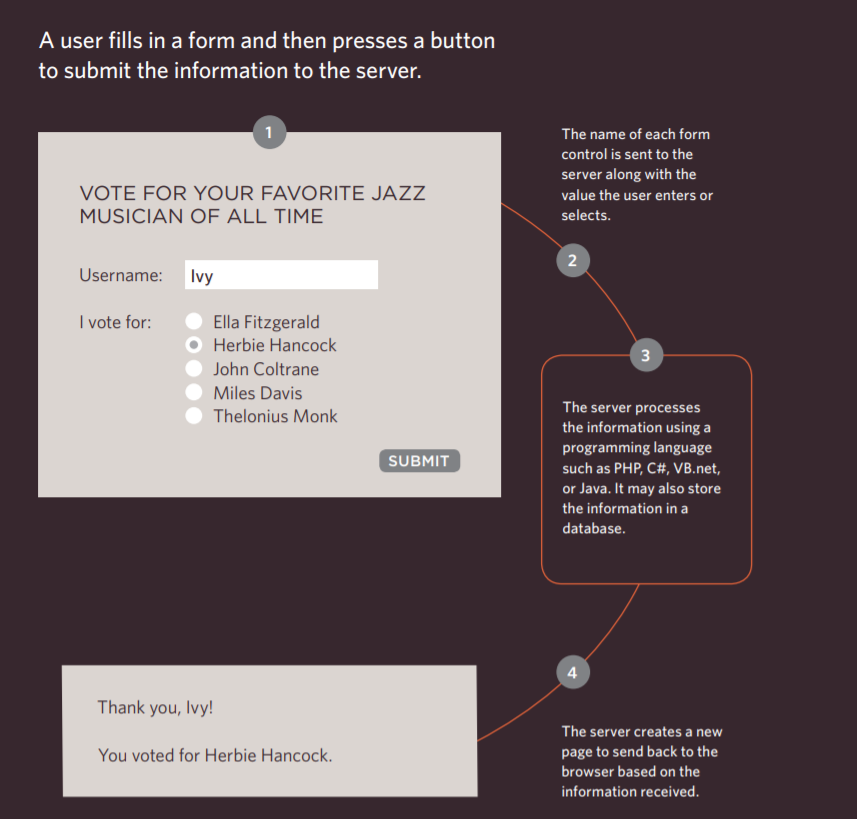 A user fills in a form and then presses a button
to submit the information to the server.
1
VOTE FOR YOUR FAVORITE JAZZ
MUSICIAN OF ALL TIME
Username: Ivy
I vote for: Ella Fitzgerald
Herbie Hancock
John Coltrane
Miles Davis
Thelonius Monk
SUBMIT
The name of each form
control is sent to the
server along with the
value the user enters or
selects.
2
3
The server processes
the information using a
programming language
such as PHP, C#, VB.net,
or Java. It may also store
the information in a
database.
4
The server creates a new
page to send back to the
browser based on the
information received.
Thank you, Ivy!
You voted for Herbie Hancock.